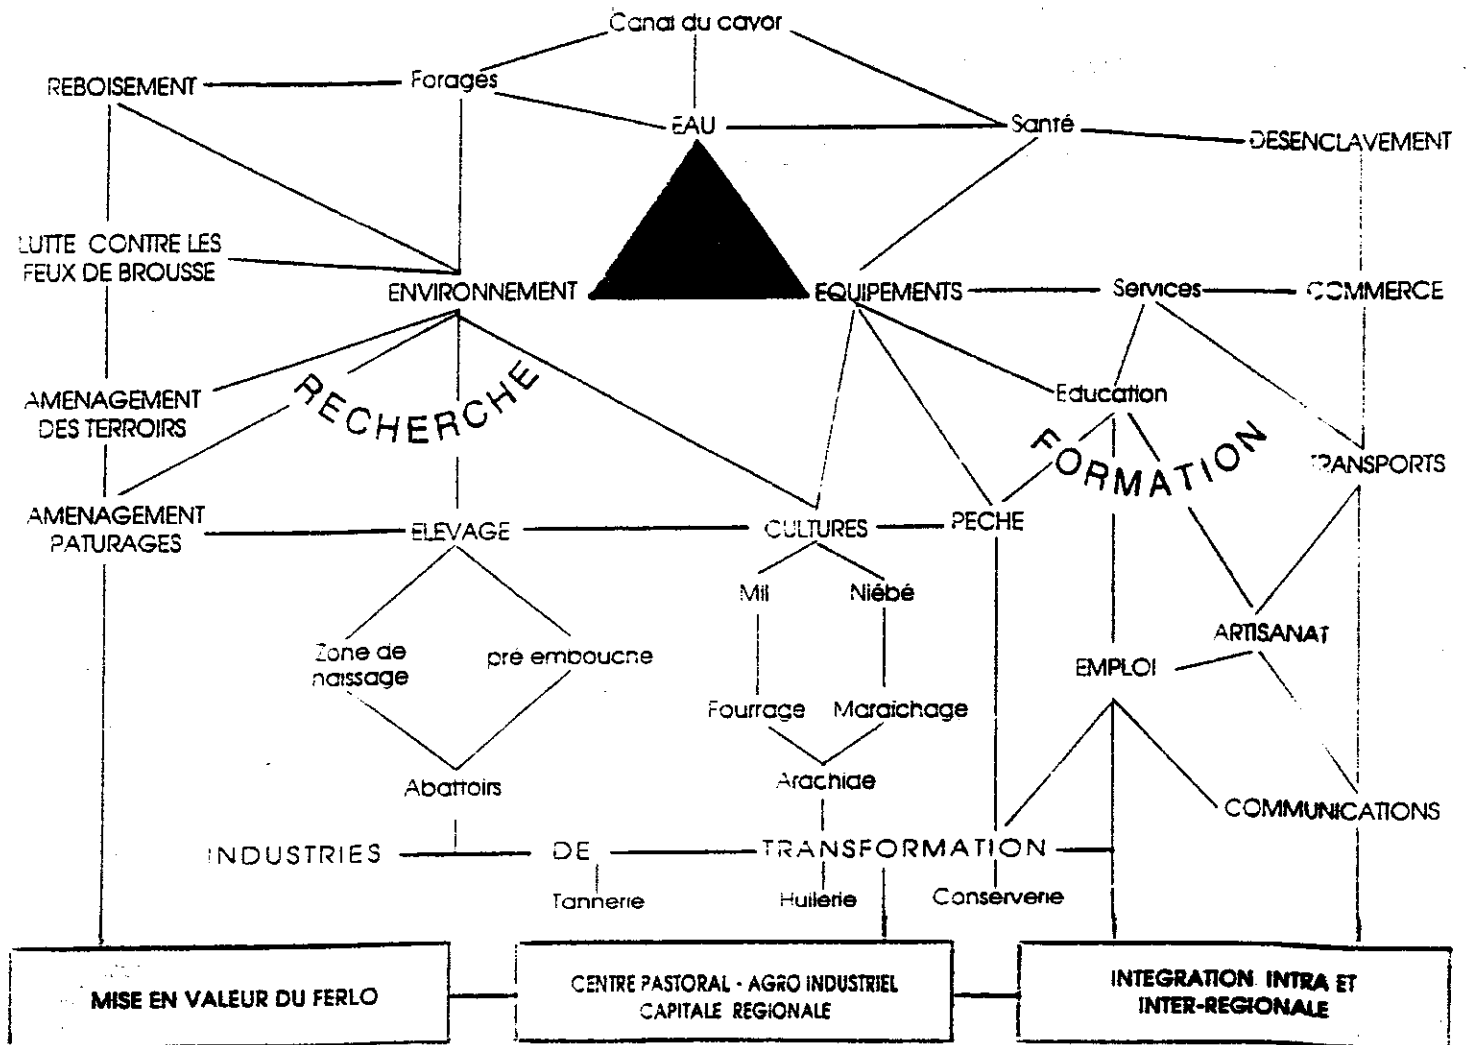 Canal du cayor
REBOISEMENT
Forages
EAU
Santé
DESENCLAVEMENT
LUTTE CONTRE LES
FEUX DE BROUSSE
ENVIRONNEMENT
EQUIPEMENTS
Services
COMMERCE
RECHERCHE
AMENAGEMENT
DES TERROIRS
Education
FORMATION
TRANSPORTS
AMENAGEMENT
PATURAGES
ELEVAGE
CULTURES
PECHE
Mil
Niébé
Zone de
naissage
pré embouche
ARTISANAT
EMPLOI
Fourrage
Maraichage
Abattoirs
Arachide
COMMUNICATIONS
INDUSTRIES DE TRANSFORMATION
Tannerie
Huilerie
Conserverie
MISE EN VALEUR DU FERLO
CENTRE PASTORAL - AGRO INDUSTRIEL
CAPITALE REGIONALE
INTEGRATION INTRA ET
INTER-REGIONALE